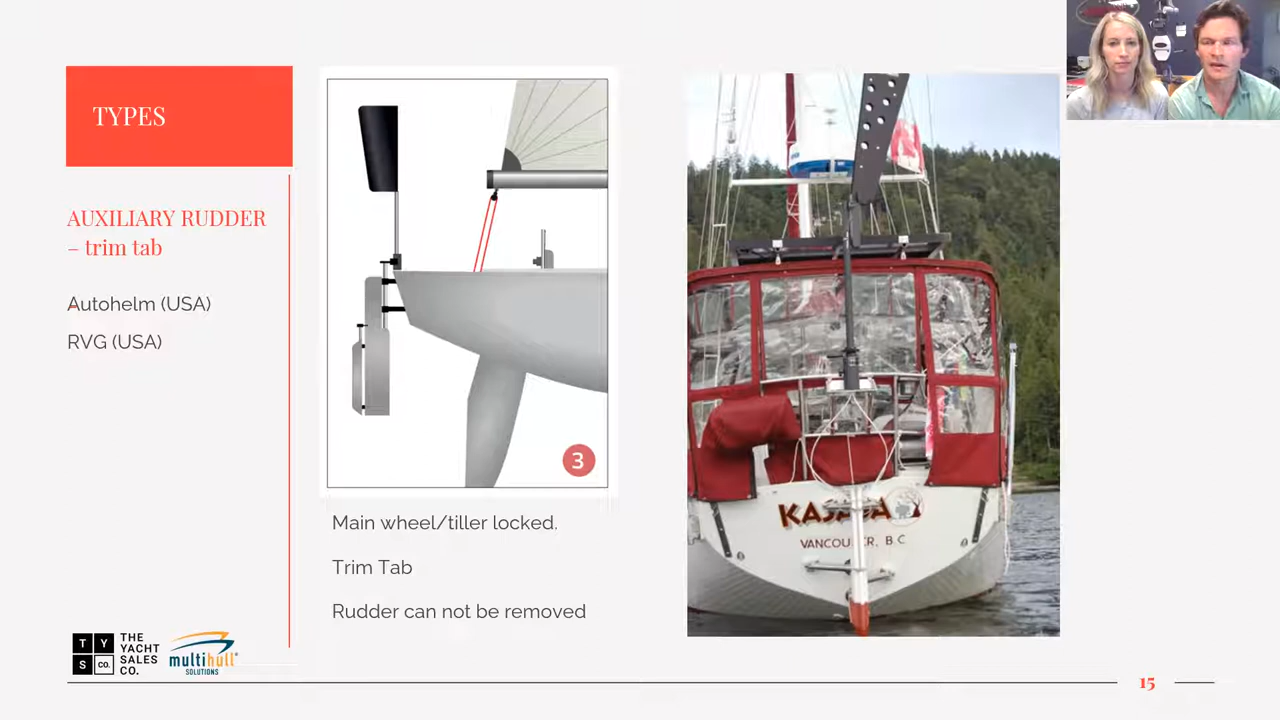 TYPES
AUXILIARY RUDDER
– trim tab
Autohelm (USA)
RVG (USA)
3
Main wheel/tiller locked.
Trim Tab
Rudder can not be removed
VANCOUVER, B C
T Y
S CO.
THE
YACHT
SALES
CO.
multihull
SOLUTIONS
15